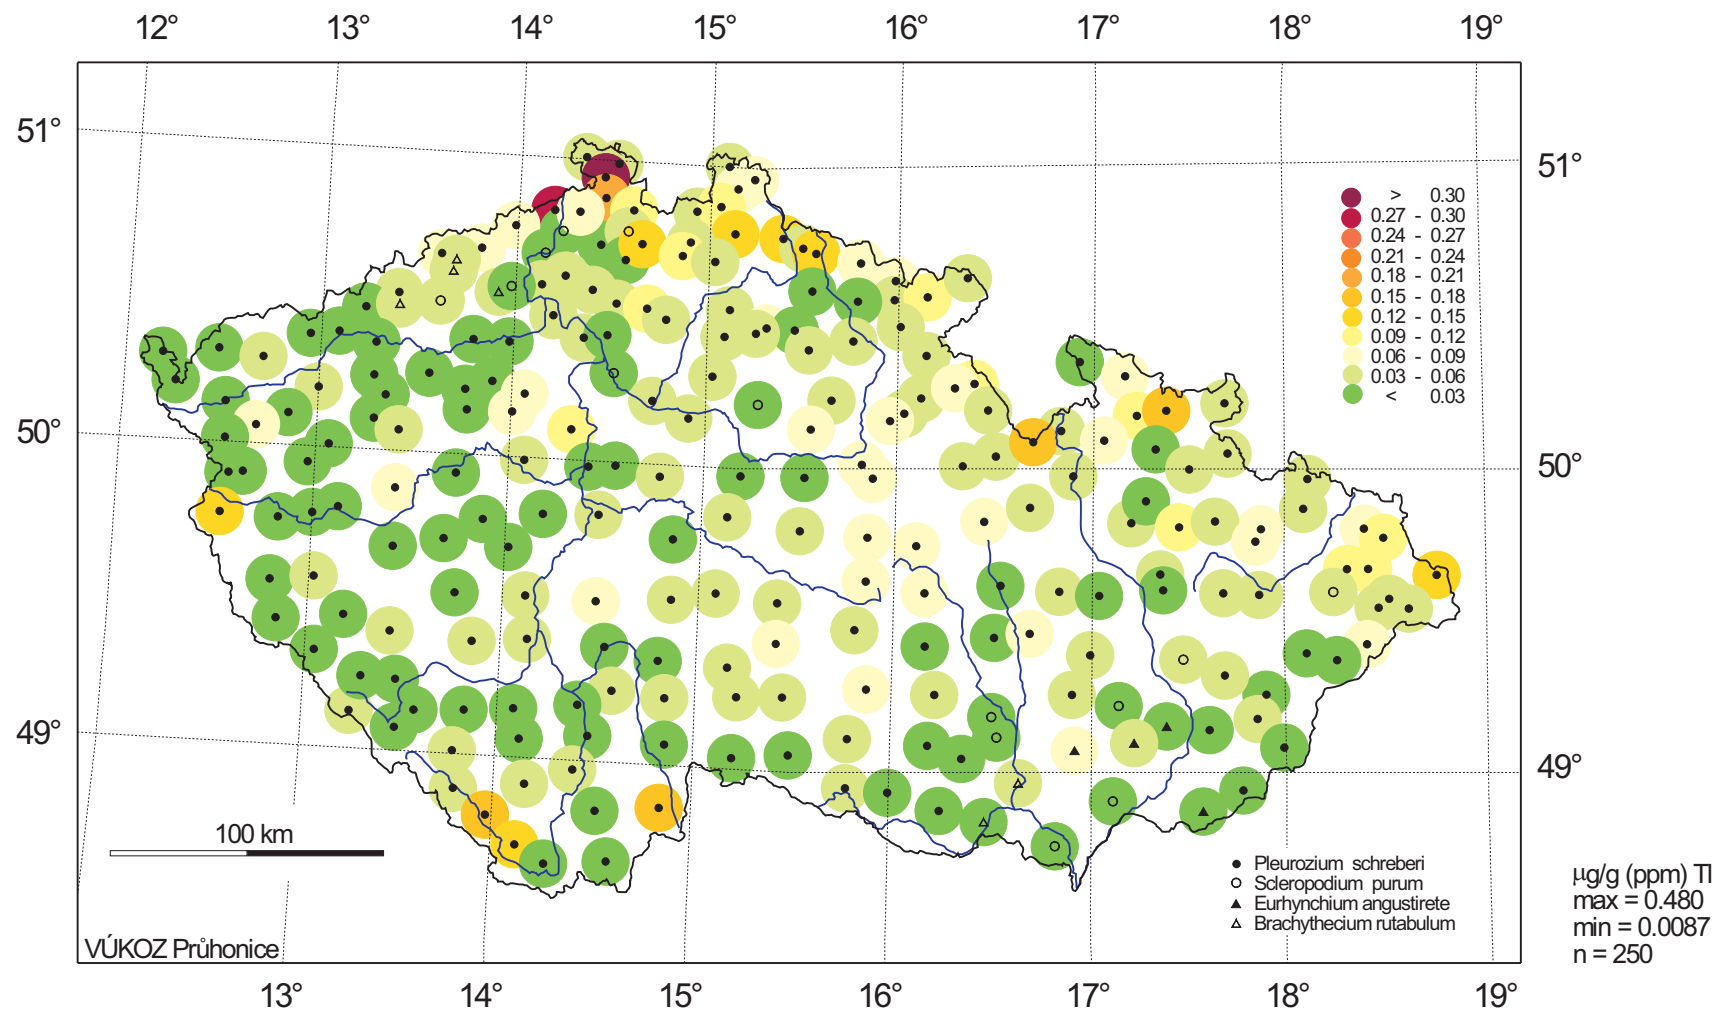 12° 13° 14° 15° 16° 17° 18° 19°
51° 51°
> 0.30
0.27 - 0.30
0.24 - 0.27
0.21 - 0.24
0.18 - 0.21
0.15 - 0.18
0.12 - 0.15
0.09 - 0.12
0.06 - 0.09
0.03 - 0.06
< 0.03
50° 50°
49° 49°
100 km
Pleurozium schreberi
Scleropodium purum
Eurhynchium angustirete
Brachythecium rutabulum
µg/g (ppm) Tl
max = 0.480
min = 0.0087
n = 250
VÚKOZ Průhonice
13° 14° 15° 16° 17° 18° 19°